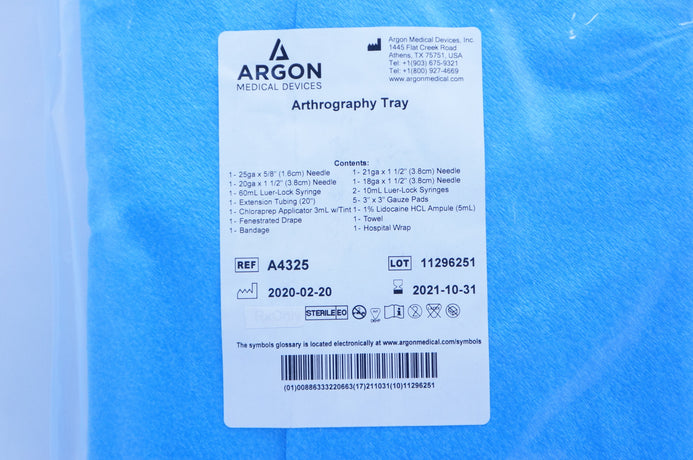 ARGON
MEDICAL DEVICES
Argon Medical Devices, Inc
1445 Flat Creek Road
Athens, TX 75751, USA
Tel: +1(903) 675-9321
Tel: +1(800) 927-4669
www.argonmedical.com
Arthrography Tray
Contents:
1- 25ga x 5/8" (1.6cm) Needle
1- 20ga x 1 1/2" (3.8cm) Needle
1- 60mL Luer-Lock Syringe
1- Extension Tubing (20")
1- Chloraprep Applicator 3mL w/Tint
1- Fenestrated Drape
1- Bandage
1- 21ga x 1 1/2" (3.8cm) Needle
1- 18ga x 1 1/2" (3.8cm) Needle
2- 10mL Luer-Lock Syringes
5- 3" x 3" Gauze Pads
1- 1% Lidocaine HCL Ampule (5mL)
1- Towel
1- Hospital Wrap
REF A4325
LOT 11296251
2020-02-20
2021-10-31
RxOnly
STERILE EO
The symbols glossary is located electronically at www.argonmedical.com/symbols
(01)00886333220663(17)211031(10)11296251